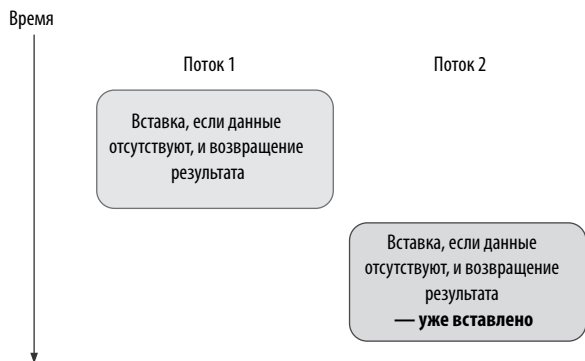 Время
Поток 1
Поток 2
Вставка, если данные
отсутствуют, и возвращение
результата
Вставка, если данные
отсутствуют, и возвращение
результата
— уже вставлено